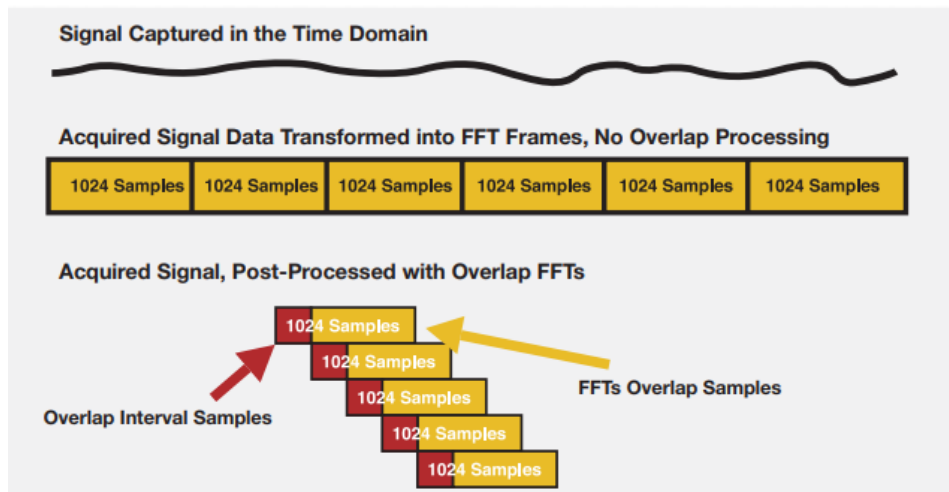 Signal Captured in the Time Domain
Acquired Signal Data Transformed into FFT Frames, No Overlap Processing
1024 Samples 1024 Samples 1024 Samples 1024 Samples 1024 Samples 1024 Samples
Acquired Signal, Post-Processed with Overlap FFTs
1024 Samples
1024 Samples
FFTs Overlap Samples
1024 Samples
Overlap Interval Samples
1024 Samples
1024 Samples